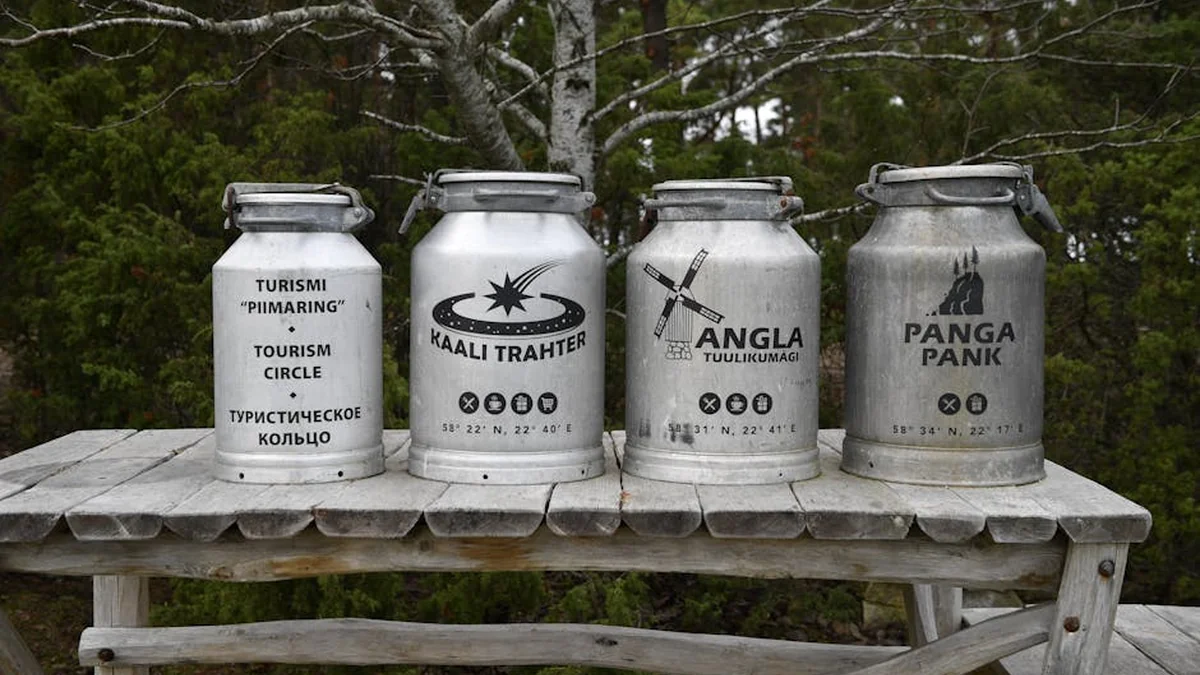 TURISMI
“PIIMARING”
TOURISM
CIRCLE
ТУРИСТИЧЕСКОЕ
КОЛЬЦО
KAALI TRAHTER
58° 22' N, 22° 40' E
ANGLA
TUULIKUMÄGI
58° 31' N, 22° 41' E
PANGA
PANK
58° 34' N, 22° 17' E